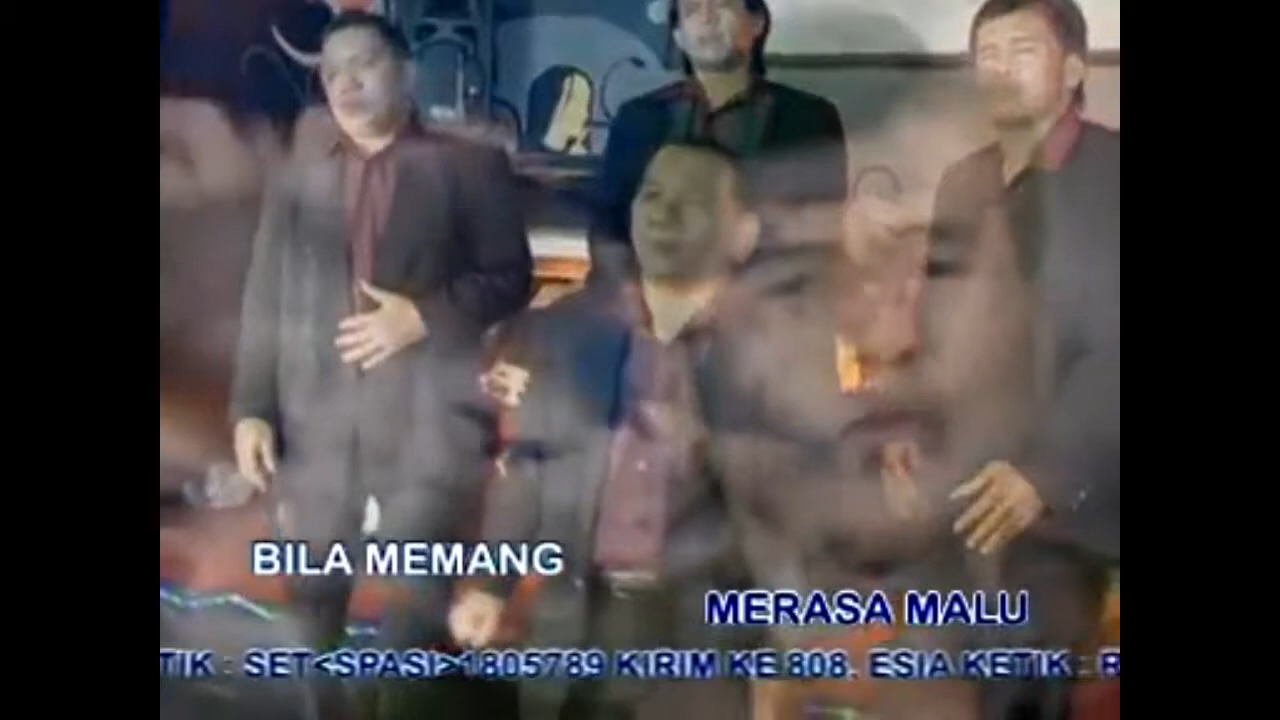 BILA MEMANG
MERASA MALU
TIK : SET<SPASI>1805789 KIRIM KE 808. ESIA KETIK : R